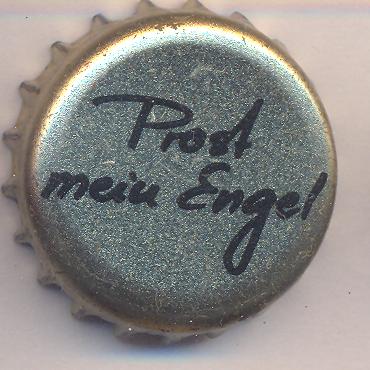 Prost
mein Engel